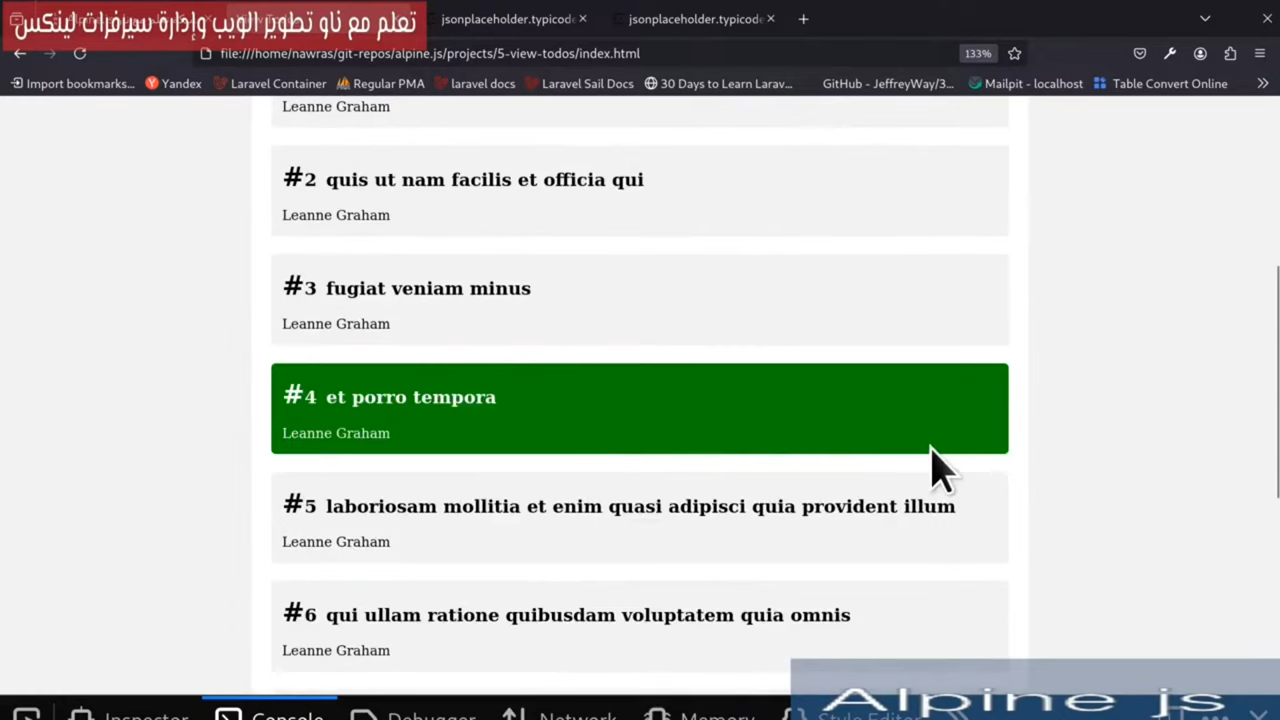 تعلم مع ناو تطوير الويب وإدارة سيرفرات لينكس
jsonplaceholder.typicode
jsonplaceholder.typicode
file:///home/nawras/git-repos/alpine.js/projects/5-view-todos/index.html
133%
Import bookmarks...
Yandex
Laravel Container
Regular PMA
laravel docs
Laravel Sail Docs
30 Days to Learn Larav...
GitHub - JeffreyWay/3...
Mailpit - localhost
Table Convert Online
Leanne Graham
#2 quis ut nam facilis et officia qui
Leanne Graham
#3 fugiat veniam minus
Leanne Graham
#4 et porro tempora
Leanne Graham
#5 laboriosam mollitia et enim quasi adipisci quia provident illum
Leanne Graham
#6 qui ullam ratione quibusdam voluptatem quia omnis
Leanne Graham
Alpine js
Inspector
Console
Debugger
Network
Memory
Style Editor